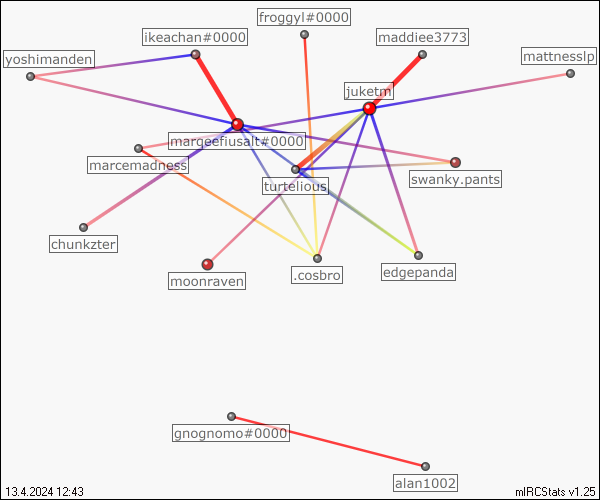 froggyl#0000
ikeachan#0000
maddiee3773
yoshimanden
mattnesslp
juketm
margeefiusalt#0000
marcemadness
swanky.pants
turtelious
chunkzter
.cosbro
edgepanda
moonraven
gnognomo#0000
alan1002
13.4.2024 12:43
mIRCStats v1.25